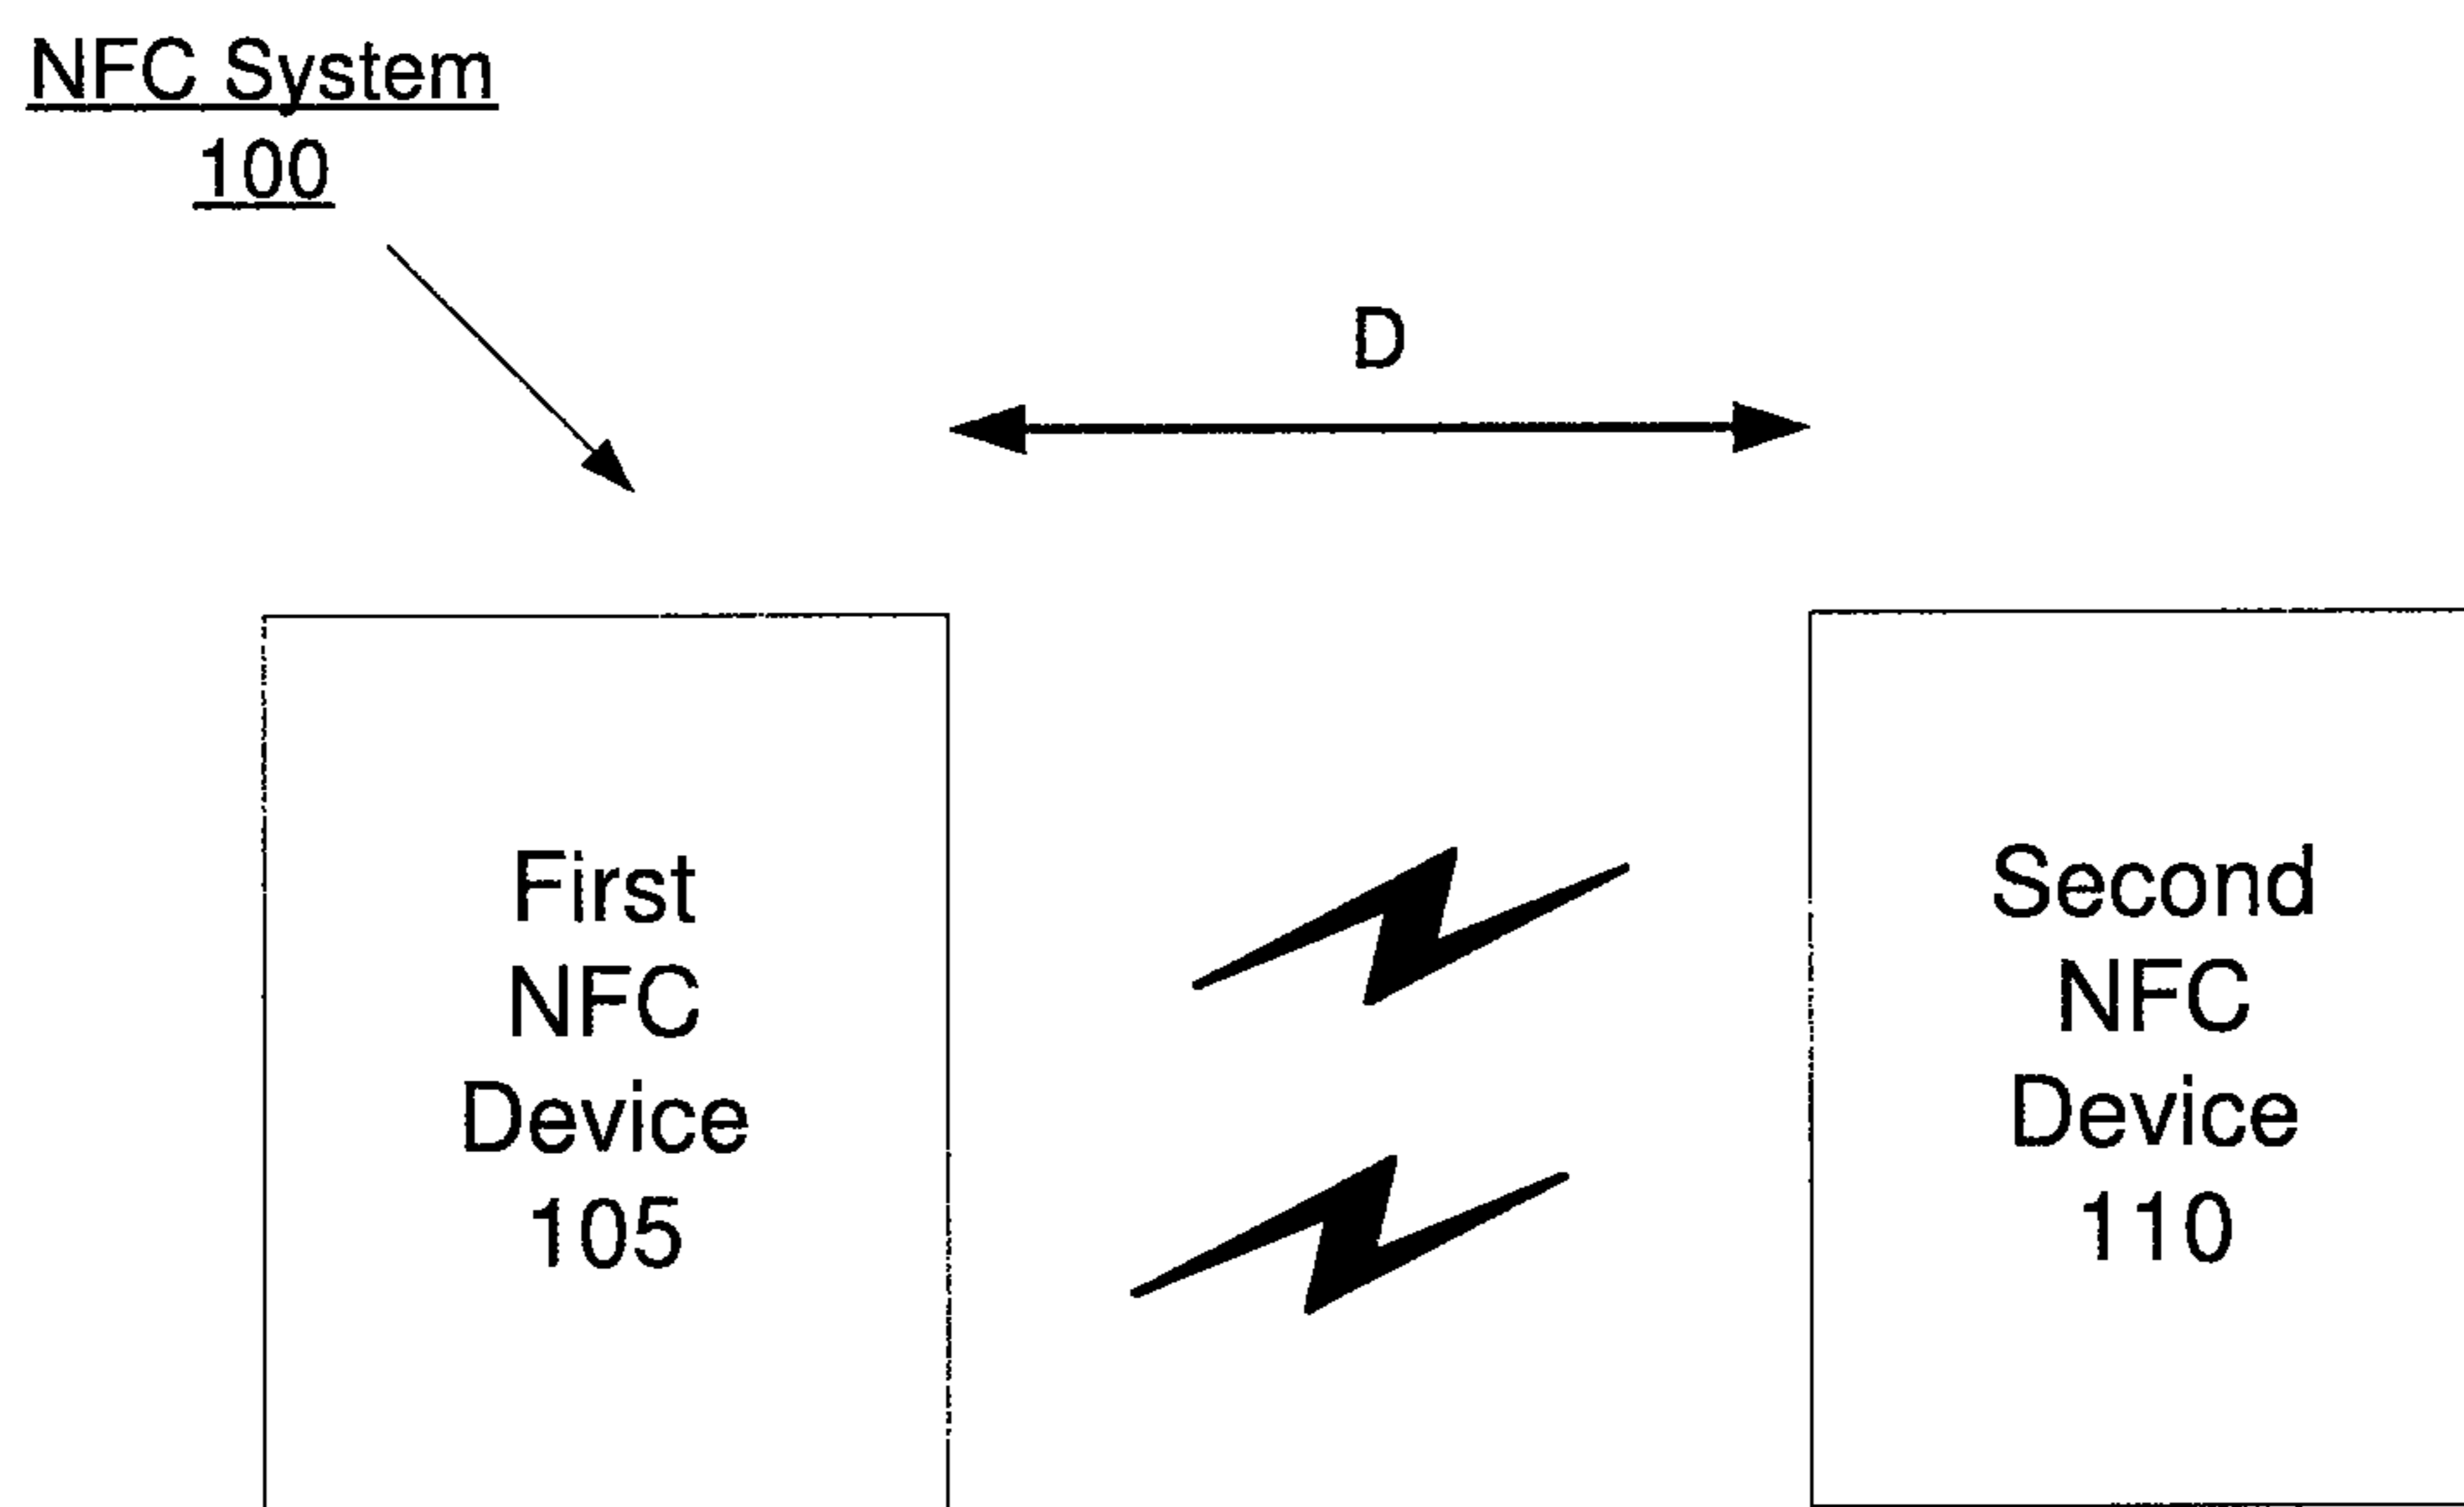 NFC System
100
D
First
NFC
Device
105
Second
NFC
Device
110